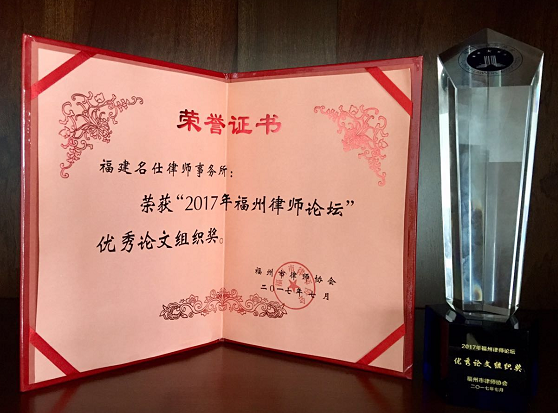 荣誉证书
福建名仕律师事务所：
荣获“2017年福州律师论坛”
优秀论文组织奖。
福州市律师协会
二〇一七年七月
2017年福州律师论坛
优秀论文组织奖
福州市律师协会
二〇一七年七月